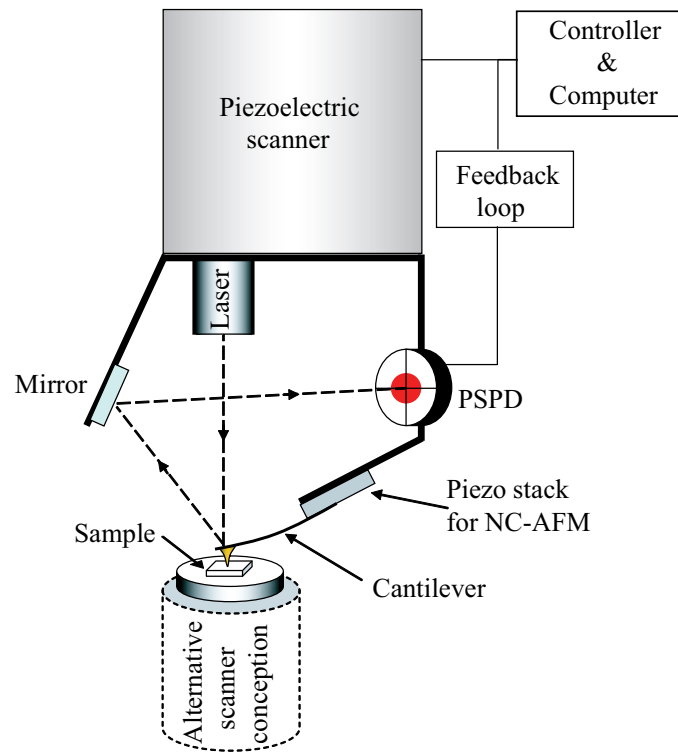 Controller
&
Computer
Piezoelectric
scanner
Feedback
loop
Laser
Mirror
PSPD
Piezo stack
for NC-AFM
Sample
Cantilever
Alternative
scanner
conception